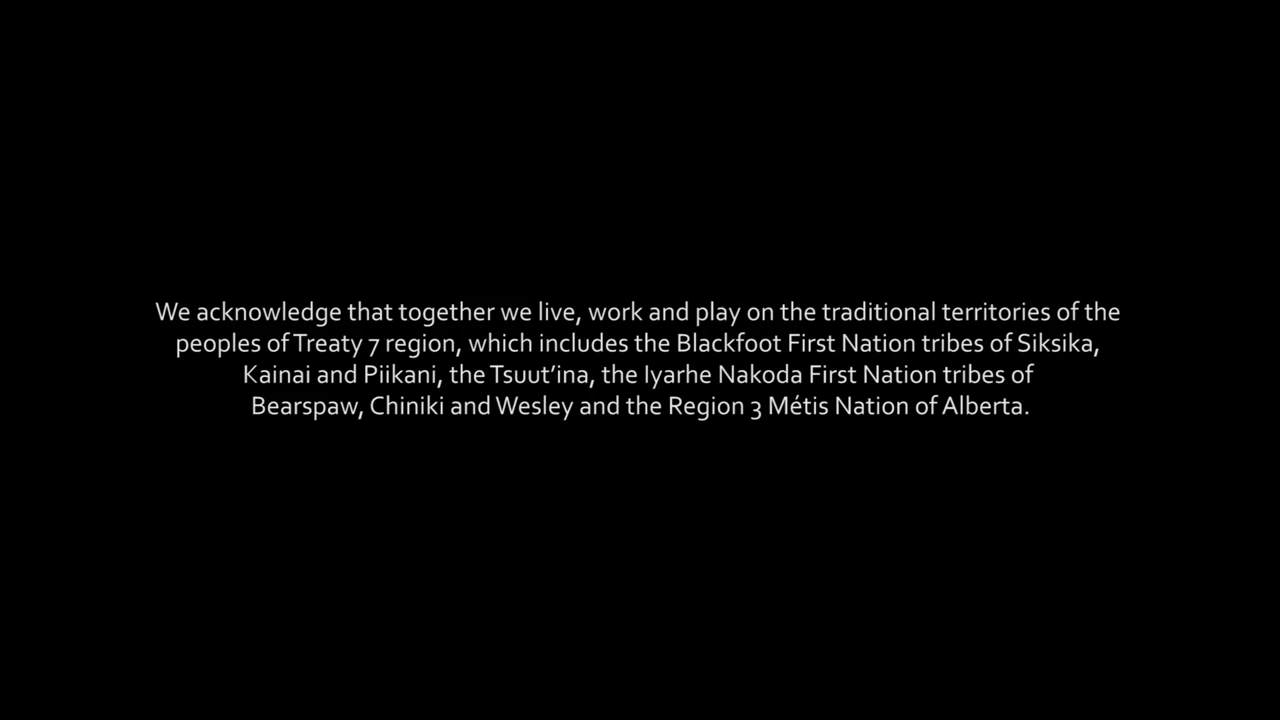 We acknowledge that together we live, work and play on the traditional territories of the
peoples of Treaty 7 region, which includes the Blackfoot First Nation tribes of Siksika,
Kainai and Piikani, the Tsuut’ina, the Iyarhe Nakoda First Nation tribes of
Bearspaw, Chiniki and Wesley and the Region 3 Métis Nation of Alberta.